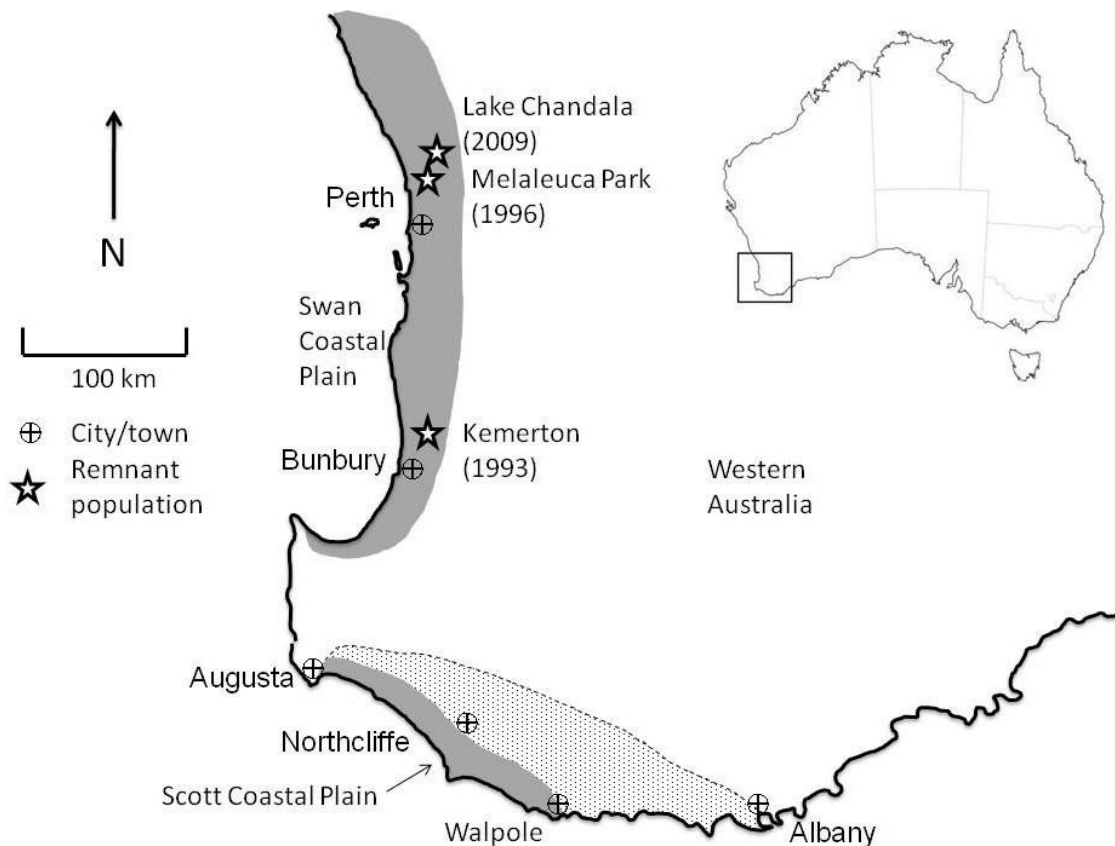 Lake Chandala
(2009)
Melaleuca Park
(1996)
Perth
N
Swan
Coastal
Plain
100 km
City/town
Remnant
population
Kemerton
(1993)
Bunbury
Western
Australia
Augusta
Northcliffe
Scott Coastal Plain
Walpole
Albany